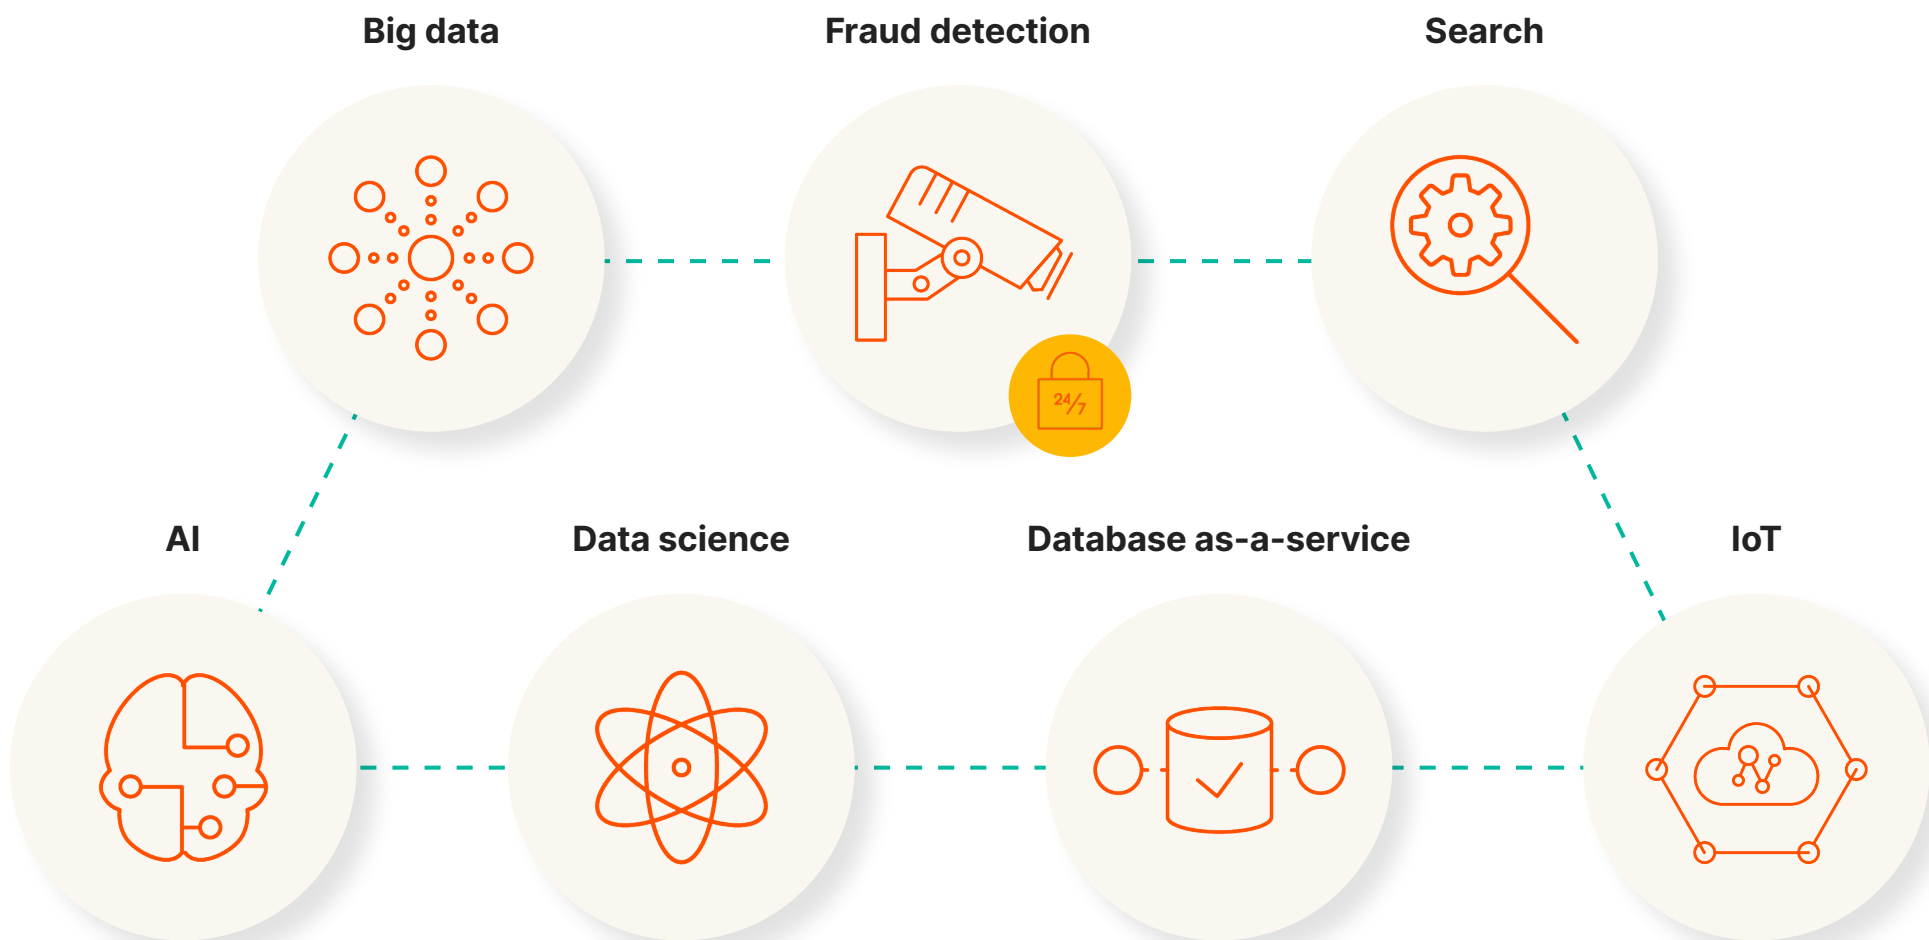 Big data
Fraud detection
Search
24/7
AI
Data science
Database as-a-service
IoT